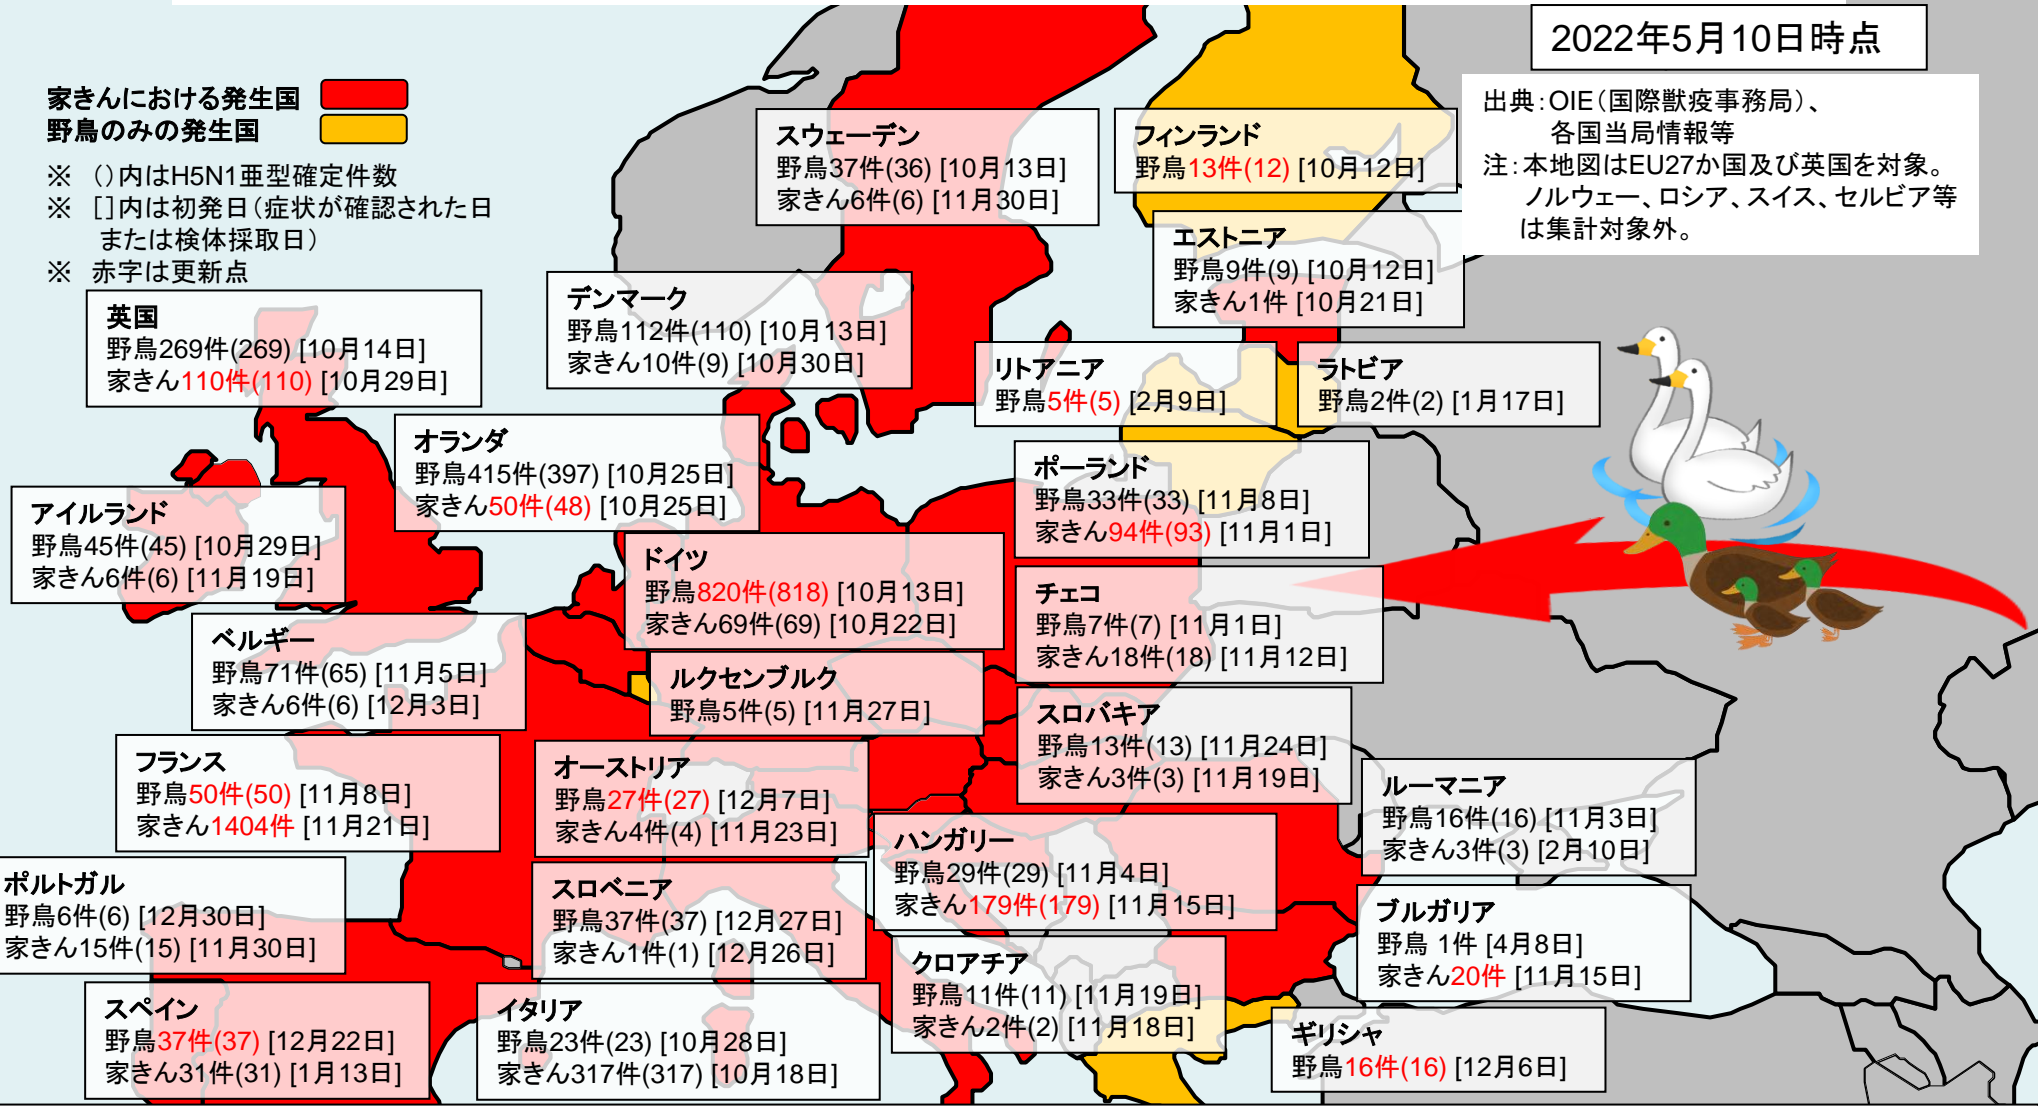 2022年5月10日時点
家きんにおける発生国
野鳥のみの発生国
※ ()内はH5N1亜型確定件数
※ []内は初発日(症状が確認された日
または検体採取日)
※ 赤字は更新点
出典:OIE(国際獣疫事務局)、
各国当局情報等
注:本地図はEU27か国及び英国を対象。
ノルウェー、ロシア、スイス、セルビア等
は集計対象外。
スウェーデン
野鳥37件(36) [10月13日]
家きん6件(6) [11月30日]
フィンランド
野鳥13件(12) [10月12日]
エストニア
野鳥9件(9) [10月12日]
家きん1件 [10月21日]
デンマーク
野鳥112件(110) [10月13日]
家きん10件(9) [10月30日]
英国
野鳥269件(269) [10月14日]
家きん110件(110) [10月29日]
リトアニア
野鳥5件(5) [2月9日]
ラトビア
野鳥2件(2) [1月17日]
オランダ
野鳥415件(397) [10月25日]
家きん50件(48) [10月25日]
ポーランド
野鳥33件(33) [11月8日]
家きん94件(93) [11月1日]
アイルランド
野鳥45件(45) [10月29日]
家きん6件(6) [11月19日]
ドイツ
野鳥820件(818) [10月13日]
家きん69件(69) [10月22日]
チェコ
野鳥7件(7) [11月1日]
家きん18件(18) [11月12日]
ベルギー
野鳥71件(65) [11月5日]
家きん6件(6) [12月3日]
ルクセンブルク
野鳥5件(5) [11月27日]
スロバキア
野鳥13件(13) [11月24日]
家きん3件(3) [11月19日]
フランス
野鳥50件(50) [11月8日]
家きん1404件 [11月21日]
オーストリア
野鳥27件(27) [12月7日]
家きん4件(4) [11月23日]
ルーマニア
野鳥16件(16) [11月3日]
家きん3件(3) [2月10日]
ハンガリー
野鳥29件(29) [11月4日]
家きん179件(179) [11月15日]
ポルトガル
野鳥6件(6) [12月30日]
家きん15件(15) [11月30日]
スロベニア
野鳥37件(37) [12月27日]
家きん1件(1) [12月26日]
ブルガリア
野鳥 1件 [4月8日]
家きん20件 [11月15日]
クロアチア
野鳥11件(11) [11月19日]
家きん2件(2) [11月18日]
スペイン
野鳥37件(37) [12月22日]
家きん31件(31) [1月13日]
イタリア
野鳥23件(23) [10月28日]
家きん317件(317) [10月18日]
ギリシャ
野鳥16件(16) [12月6日]